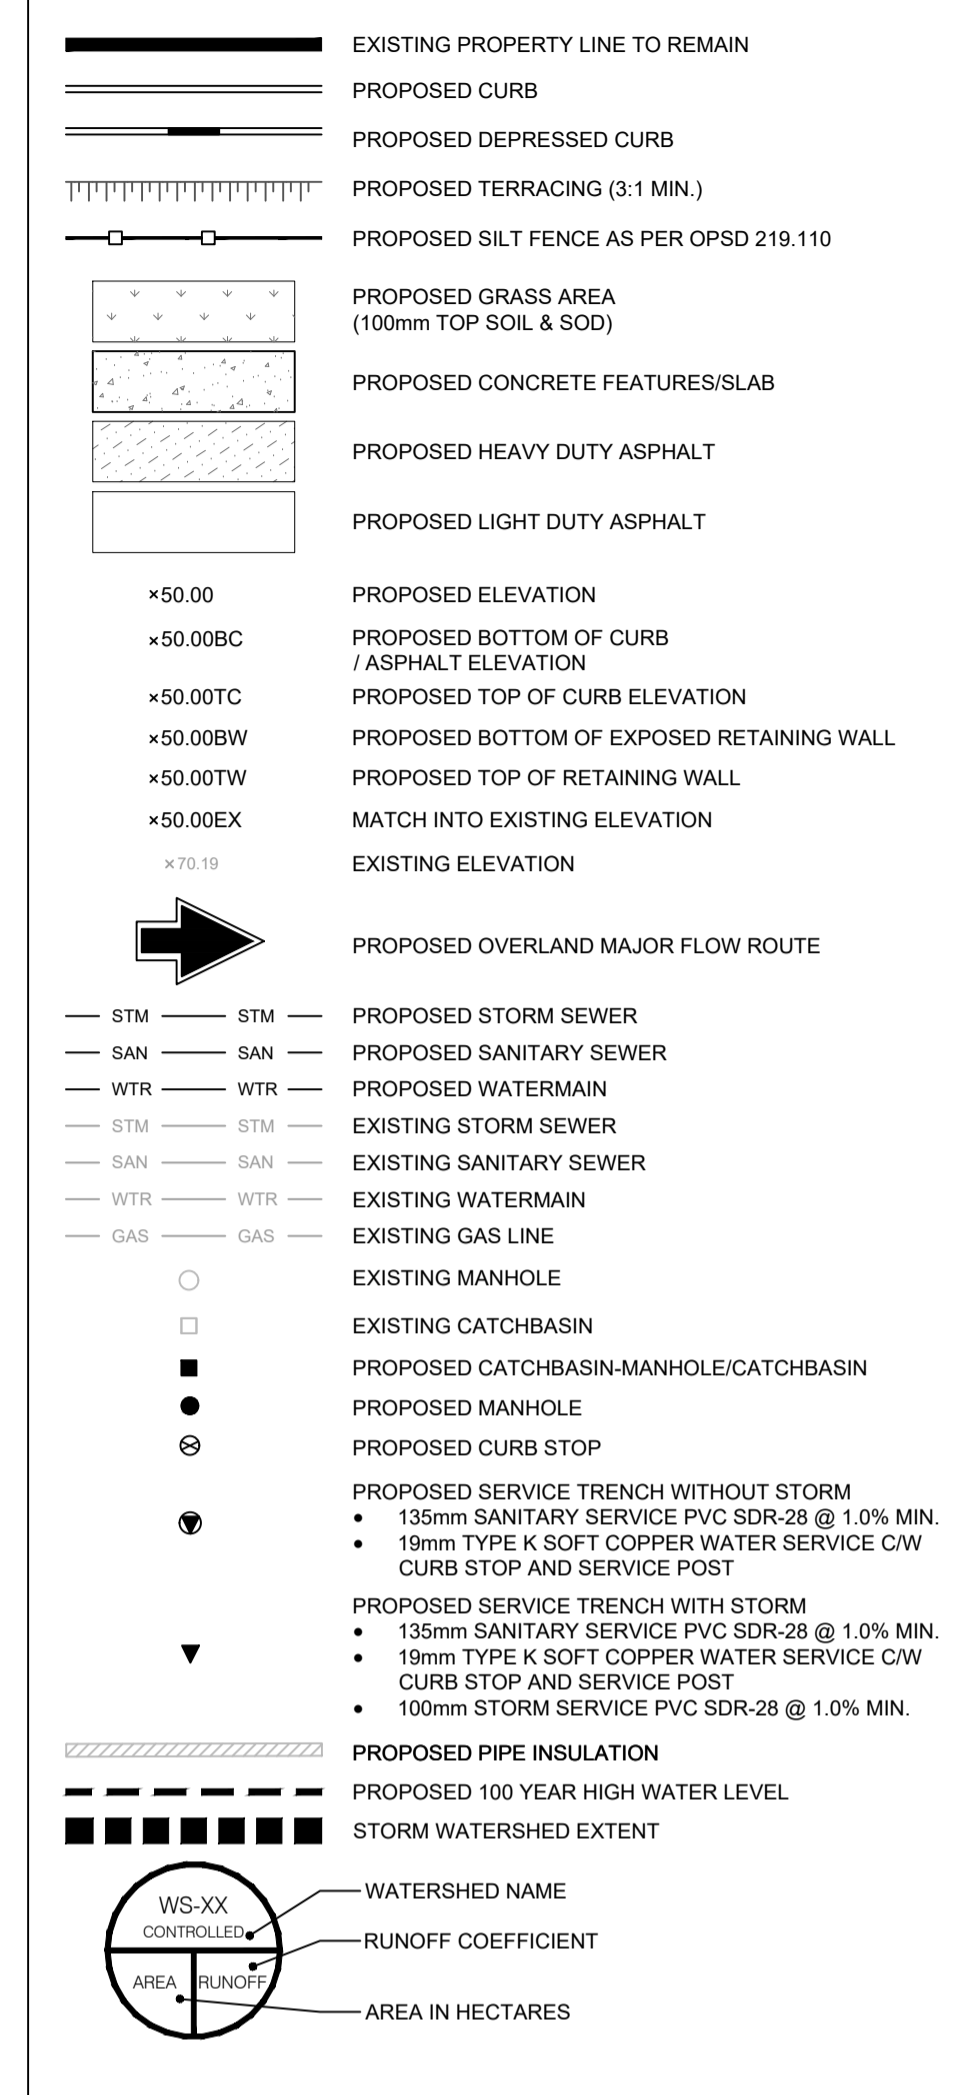 EXISTING PROPERTY LINE TO REMAIN
PROPOSED CURB
PROPOSED DEPRESSED CURB
PROPOSED TERRACING (3:1 MIN.)
PROPOSED SILT FENCE AS PER OPSD 219.110
PROPOSED GRASS AREA
(100mm TOP SOIL & SOD)
PROPOSED CONCRETE FEATURES/SLAB
PROPOSED HEAVY DUTY ASPHALT
PROPOSED LIGHT DUTY ASPHALT
×50.00 PROPOSED ELEVATION
×50.00BC PROPOSED BOTTOM OF CURB
/ ASPHALT ELEVATION
×50.00TC PROPOSED TOP OF CURB ELEVATION
×50.00BW PROPOSED BOTTOM OF EXPOSED RETAINING WALL
×50.00TW PROPOSED TOP OF RETAINING WALL
×50.00EX MATCH INTO EXISTING ELEVATION
×70.19 EXISTING ELEVATION
PROPOSED OVERLAND MAJOR FLOW ROUTE
STM STM PROPOSED STORM SEWER
SAN SAN PROPOSED SANITARY SEWER
WTR WTR PROPOSED WATERMAIN
STM STM EXISTING STORM SEWER
SAN SAN EXISTING SANITARY SEWER
WTR WTR EXISTING WATERMAIN
GAS GAS EXISTING GAS LINE
EXISTING MANHOLE
EXISTING CATCHBASIN
PROPOSED CATCHBASIN-MANHOLE/CATCHBASIN
PROPOSED MANHOLE
PROPOSED CURB STOP
PROPOSED SERVICE TRENCH WITHOUT STORM
• 135mm SANITARY SERVICE PVC SDR-28 @ 1.0% MIN.
• 19mm TYPE K SOFT COPPER WATER SERVICE C/W
CURB STOP AND SERVICE POST
PROPOSED SERVICE TRENCH WITH STORM
• 135mm SANITARY SERVICE PVC SDR-28 @ 1.0% MIN.
• 19mm TYPE K SOFT COPPER WATER SERVICE C/W
CURB STOP AND SERVICE POST
• 100mm STORM SERVICE PVC SDR-28 @ 1.0% MIN.
PROPOSED PIPE INSULATION
PROPOSED 100 YEAR HIGH WATER LEVEL
STORM WATERSHED EXTENT
WS-XX
CONTROLLED
AREA RUNOFF
WATERSHED NAME
RUNOFF COEFFICIENT
AREA IN HECTARES